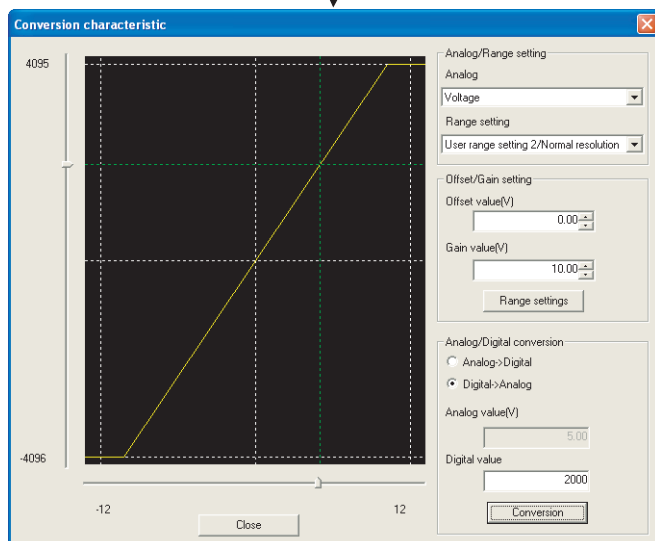 Conversion characteristic
4095
-4096
-12
12
Close
Analog/Range setting
Analog
Voltage
Range setting
User range setting 2/Normal resolution
Offset/Gain setting
Offset value(V)
0.00
Gain value(V)
10.00
Range settings
Analog/Digital conversion
Analog->Digital
Digital->Analog
Analog value(V)
5.00
Digital value
2000
Conversion